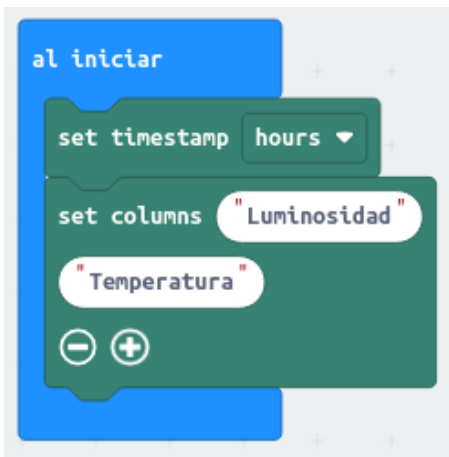 al iniciar
set timestamp hours
set columns "Luminosidad"
"Temperatura"